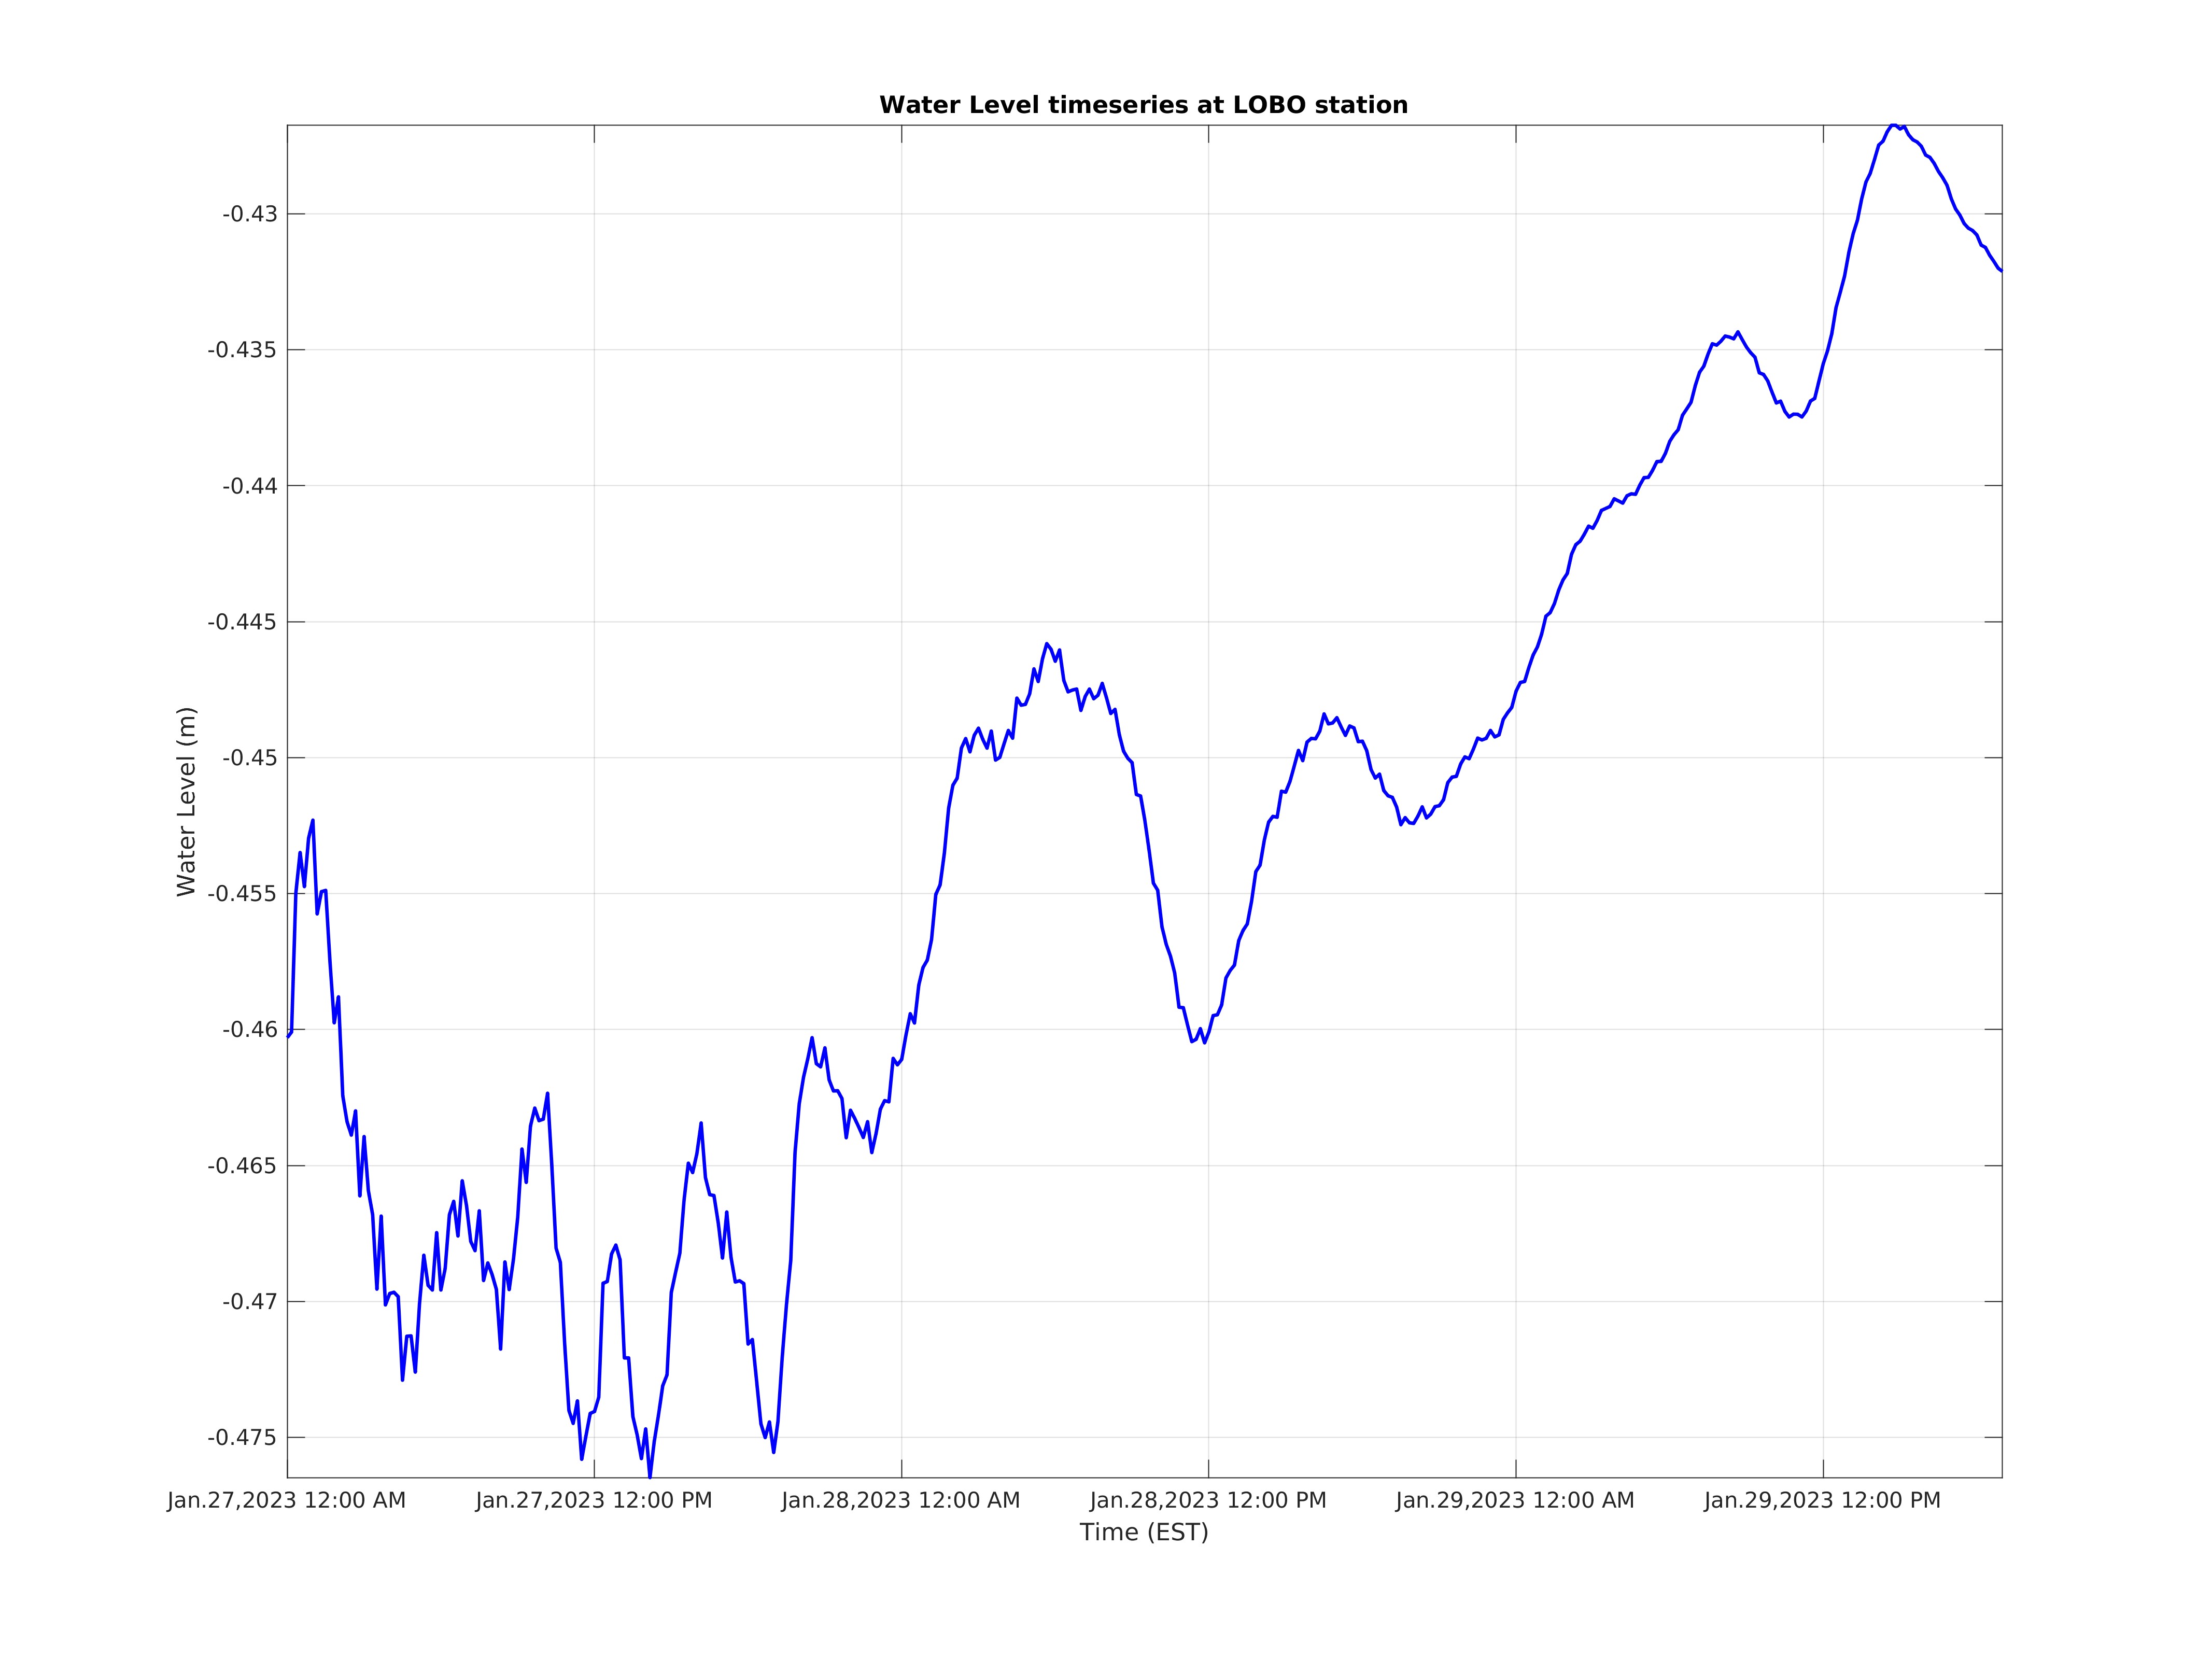 Water Level timeseries at LOBO station
-0.43
-0.435
-0.44
-0.445
-0.45
-0.455
-0.46
-0.465
-0.47
-0.475
Water Level (m)
Jan.27,2023 12:00 AM Jan.27,2023 12:00 PM Jan.28,2023 12:00 AM Jan.28,2023 12:00 PM Jan.29,2023 12:00 AM Jan.29,2023 12:00 PM
Time (EST)